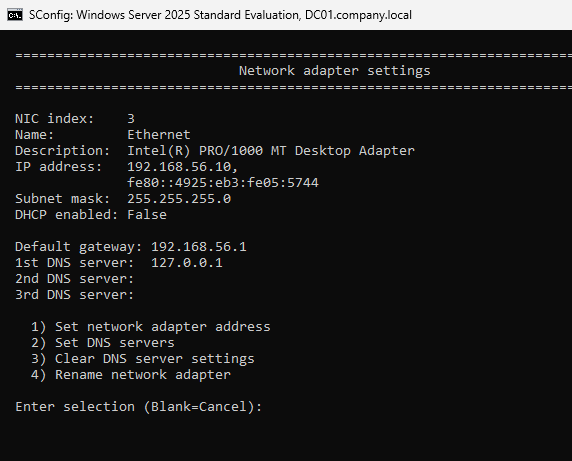 SConfig: Windows Server 2025 Standard Evaluation, DC01.company.local
======================================================================
Network adapter settings
======================================================================
NIC index: 3
Name: Ethernet
Description: Intel(R) PRO/1000 MT Desktop Adapter
IP address: 192.168.56.10,
fe80::4925:eb3:fe05:5744
Subnet mask: 255.255.255.0
DHCP enabled: False
Default gateway: 192.168.56.1
1st DNS server: 127.0.0.1
2nd DNS server:
3rd DNS server:
1) Set network adapter address
2) Set DNS servers
3) Clear DNS server settings
4) Rename network adapter
Enter selection (Blank=Cancel):